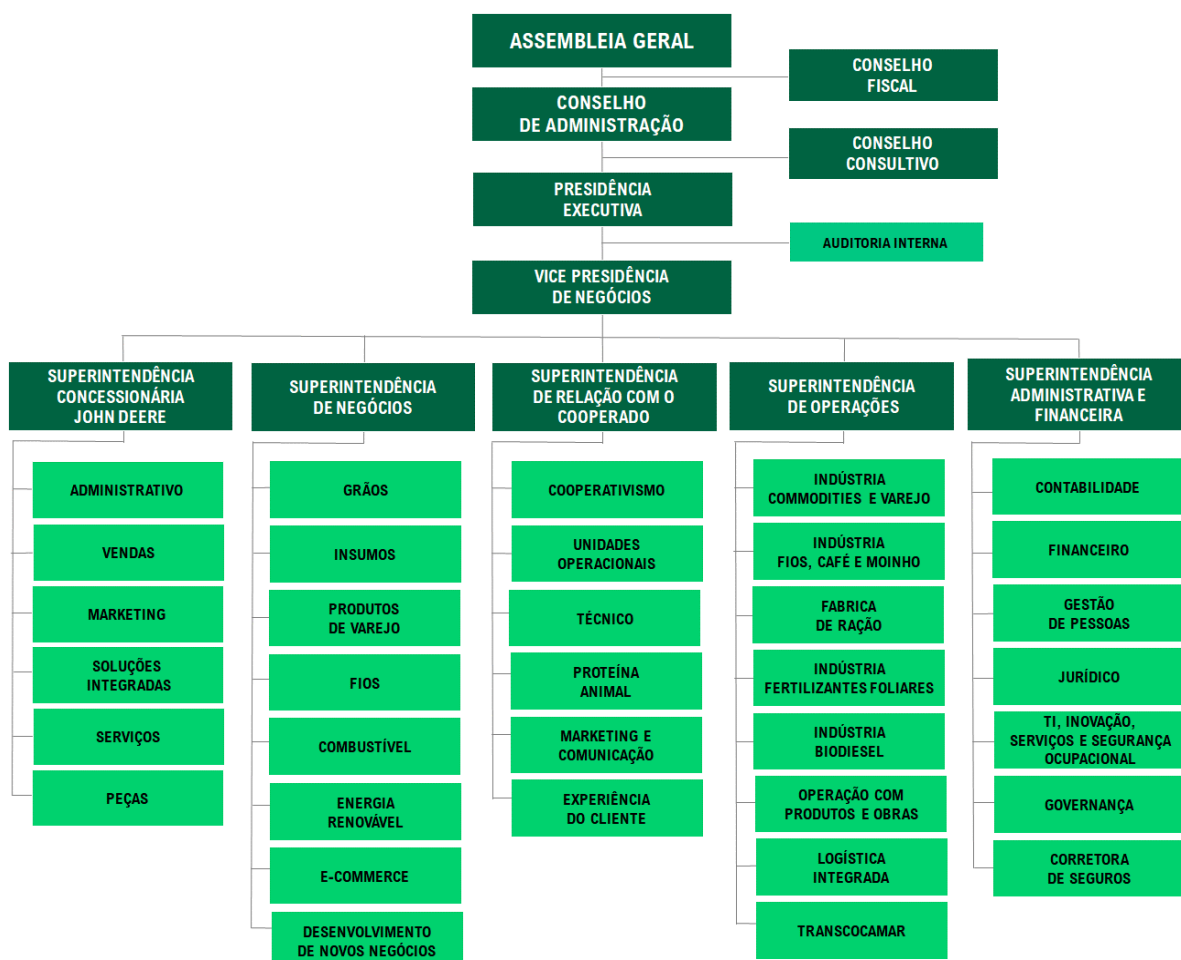 ASSEMBLEIA GERAL
CONSELHO
FISCAL
CONSELHO
DE ADMINISTRAÇÃO
CONSELHO
CONSULTIVO
PRESIDÊNCIA
EXECUTIVA
AUDITORIA INTERNA
VICE PRESIDÊNCIA
DE NEGÓCIOS
SUPERINTENDÊNCIA
CONCESSIONÁRIA
JOHN DEERE
ADMINISTRATIVO
VENDAS
MARKETING
SOLUÇÕES
INTEGRADAS
SERVIÇOS
PEÇAS
SUPERINTENDÊNCIA
DE NEGÓCIOS
GRÃOS
INSUMOS
PRODUTOS
DE VAREJO
FIOS
COMBUSTÍVEL
ENERGIA
RENOVÁVEL
E-COMMERCE
DESENVOLVIMENTO
DE NOVOS NEGÓCIOS
SUPERINTENDÊNCIA
DE RELAÇÃO COM O
COOPERADO
COOPERATIVISMO
UNIDADES
OPERACIONAIS
TÉCNICO
PROTEÍNA
ANIMAL
MARKETING E
COMUNICAÇÃO
EXPERIÊNCIA
DO CLIENTE
SUPERINTENDÊNCIA
DE OPERAÇÕES
INDÚSTRIA
COMMODITIES E VAREJO
INDÚSTRIA
FIOS, CAFÉ E MOINHO
FABRICA
DE RAÇÃO
INDÚSTRIA
FERTILIZANTES FOLIARES
INDÚSTRIA
BIODIESEL
OPERAÇÃO COM
PRODUTOS E OBRAS
LOGÍSTICA
INTEGRADA
TRANSCOCAMAR
SUPERINTENDÊNCIA
ADMINISTRATIVA E
FINANCEIRA
CONTABILIDADE
FINANCEIRO
GESTÃO
DE PESSOAS
JURÍDICO
TI, INOVAÇÃO,
SERVIÇOS E SEGURANÇA
OCUPACIONAL
GOVERNANÇA
CORRETORA
DE SEGUROS